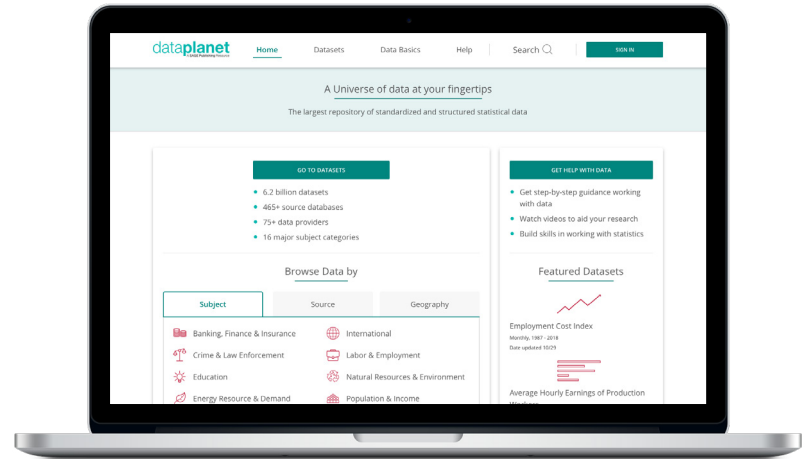 dataplanet
A SAGE Publishing Resource
Home
Datasets
Data Basics
Help
Search
SIGN IN
A Universe of data at your fingertips
The largest repository of standardized and structured statistical data
GO TO DATASETS
6.2 billion datasets
465+ source databases
75+ data providers
16 major subject categories
GET HELP WITH DATA
Get step-by-step guidance working
with data
Watch videos to aid your research
Build skills in working with statistics
Browse Data by
Subject
Source
Geography
Banking, Finance & Insurance
International
Crime & Law Enforcement
Labor & Employment
Education
Natural Resources & Environment
Energy Resource & Demand
Population & Income
Featured Datasets
Employment Cost Index
Monthly, 1987 - 2018
Date updated 10/29
Average Hourly Earnings of Production
Workers